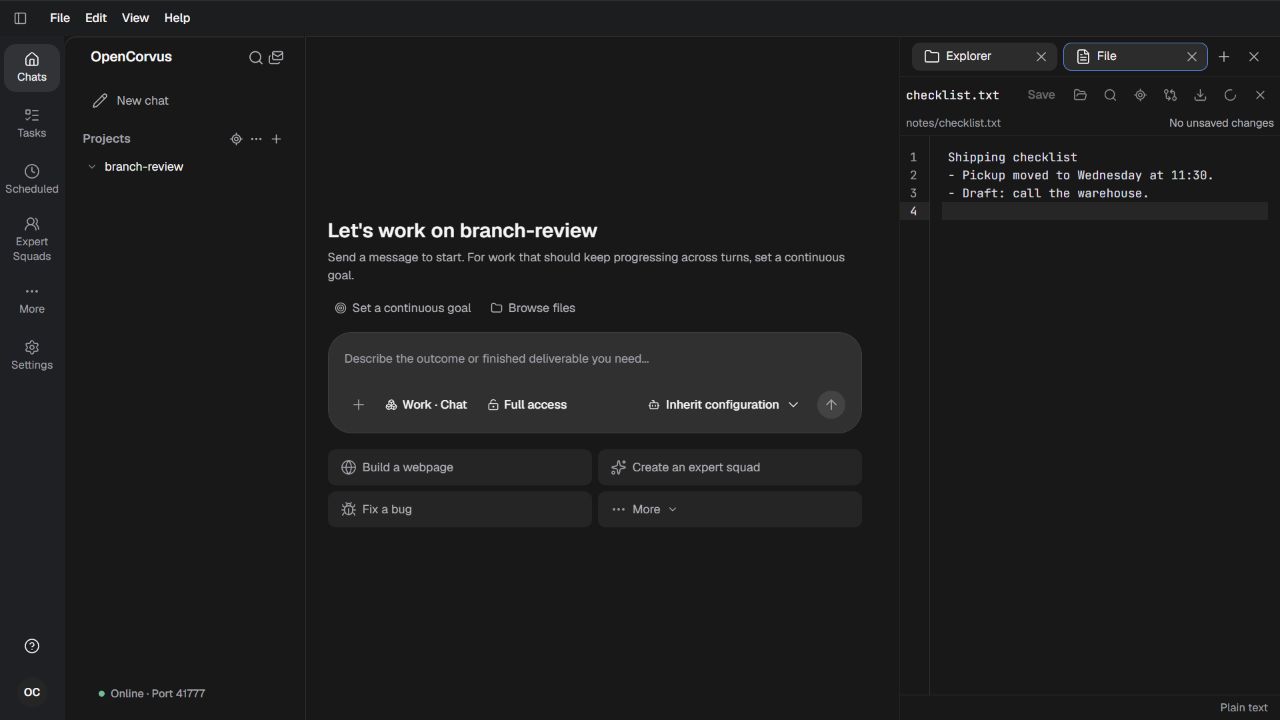 File Edit View Help
Chats
Tasks
Scheduled
Expert
Squads
More
Settings
OC
OpenCorvus
New chat
Projects
branch-review
Online · Port 41777
Let's work on branch-review
Send a message to start. For work that should keep progressing across turns, set a continuous
goal.
Set a continuous goal Browse files
Describe the outcome or finished deliverable you need...
Work · Chat Full access Inherit configuration
Build a webpage Create an expert squad
Fix a bug More
Explorer File
checklist.txt Save
notes/checklist.txt No unsaved changes
1 Shipping checklist
2 - Pickup moved to Wednesday at 11:30.
3 - Draft: call the warehouse.
4
Plain text